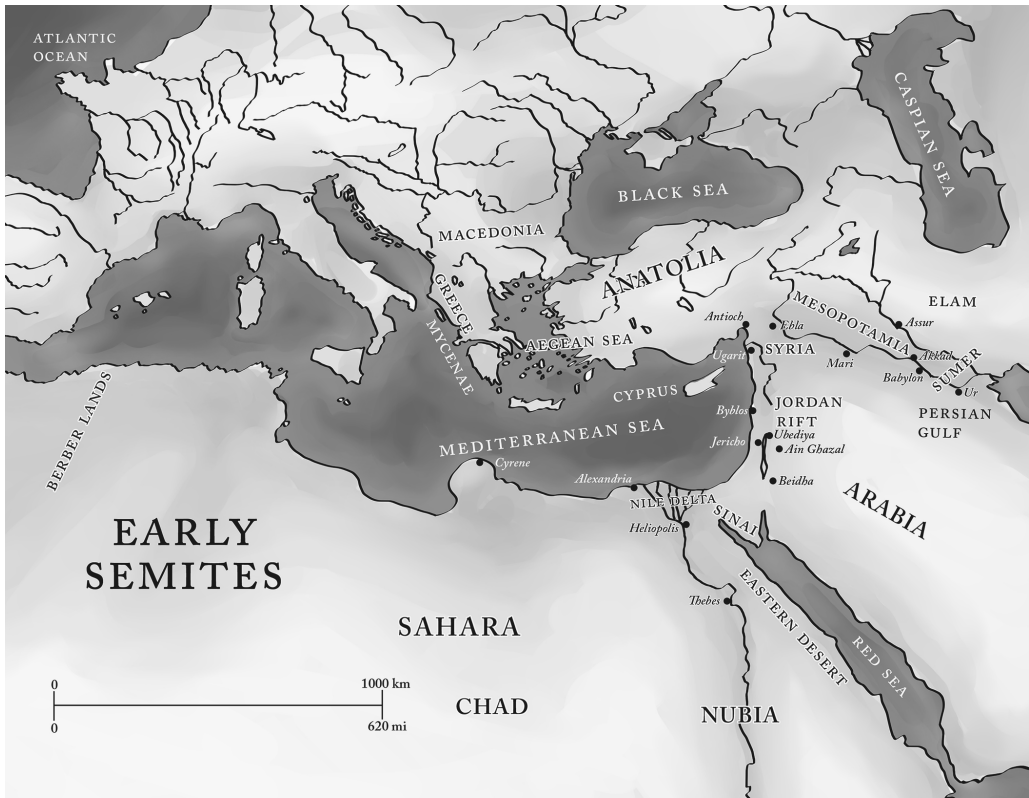 ATLANTIC
OCEAN
CASPIAN SEA
BLACK SEA
MACEDONIA
ANATOLIA
GREECE
MYCENAE
AEGEAN SEA
MESOPOTAMIA
ELAM
Antioch
Ebla
Assur
Ugarit
SYRIA
Mari
Akkad
Babylon
SUMER
Ur
CYPRUS
BERBER LANDS
Byblos
JORDAN
RIFT
PERSIAN
GULF
MEDITERRANEAN SEA
Jericho
Ubediya
Ain Ghazal
Cyrene
Alexandria
Beidha
NILE DELTA
SINAI
ARABIA
Heliopolis
EARLY
SEMITES
Thebes
EASTERN DESERT
RED SEA
SAHARA
0
1000 km
CHAD
NUBIA
0
620 mi